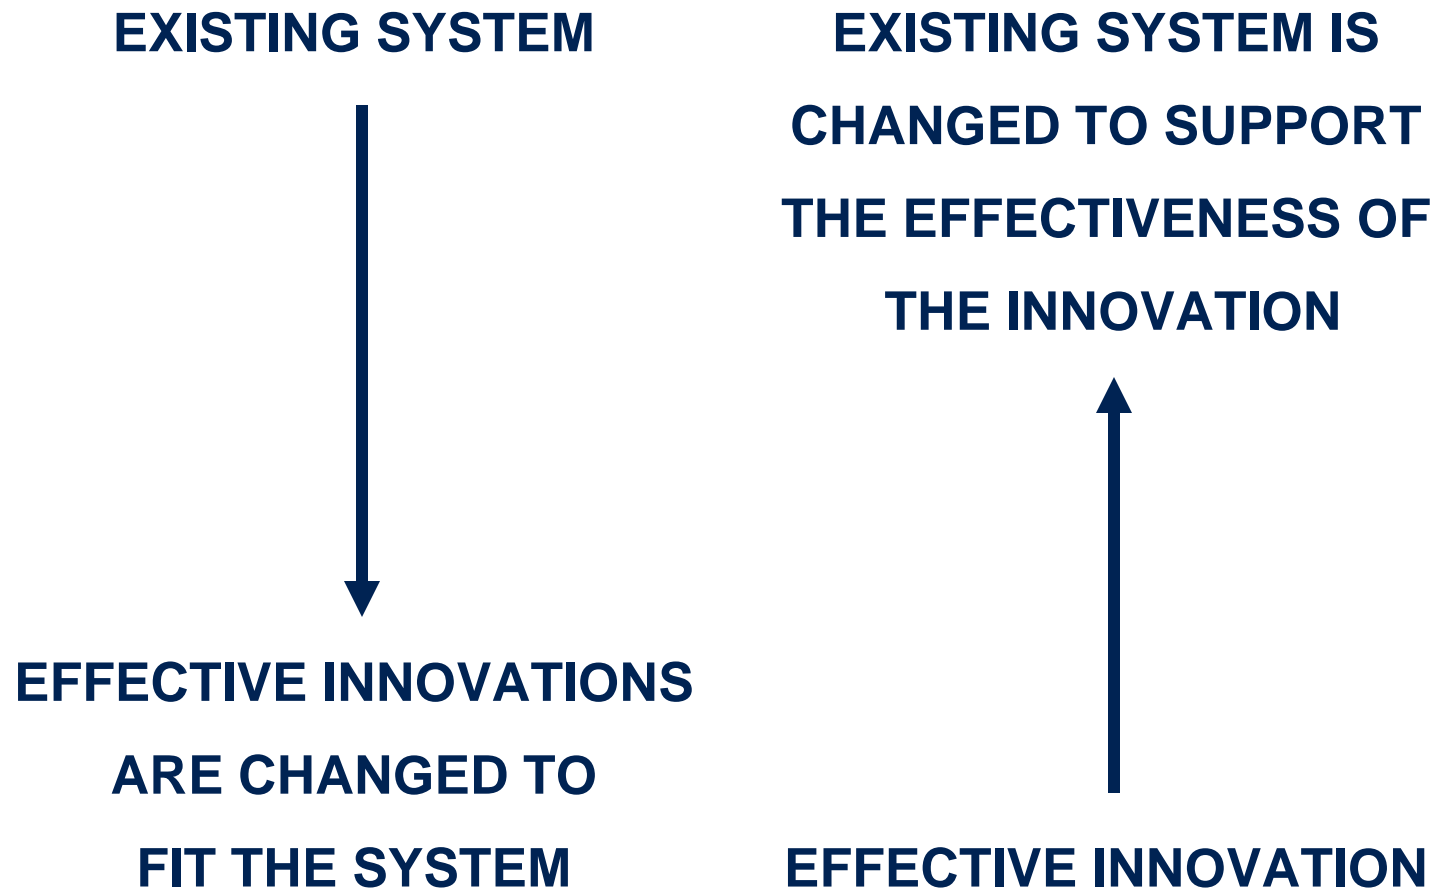 EXISTING SYSTEM
EFFECTIVE INNOVATIONS
ARE CHANGED TO
FIT THE SYSTEM
EXISTING SYSTEM IS
CHANGED TO SUPPORT
THE EFFECTIVENESS OF
THE INNOVATION
EFFECTIVE INNOVATION